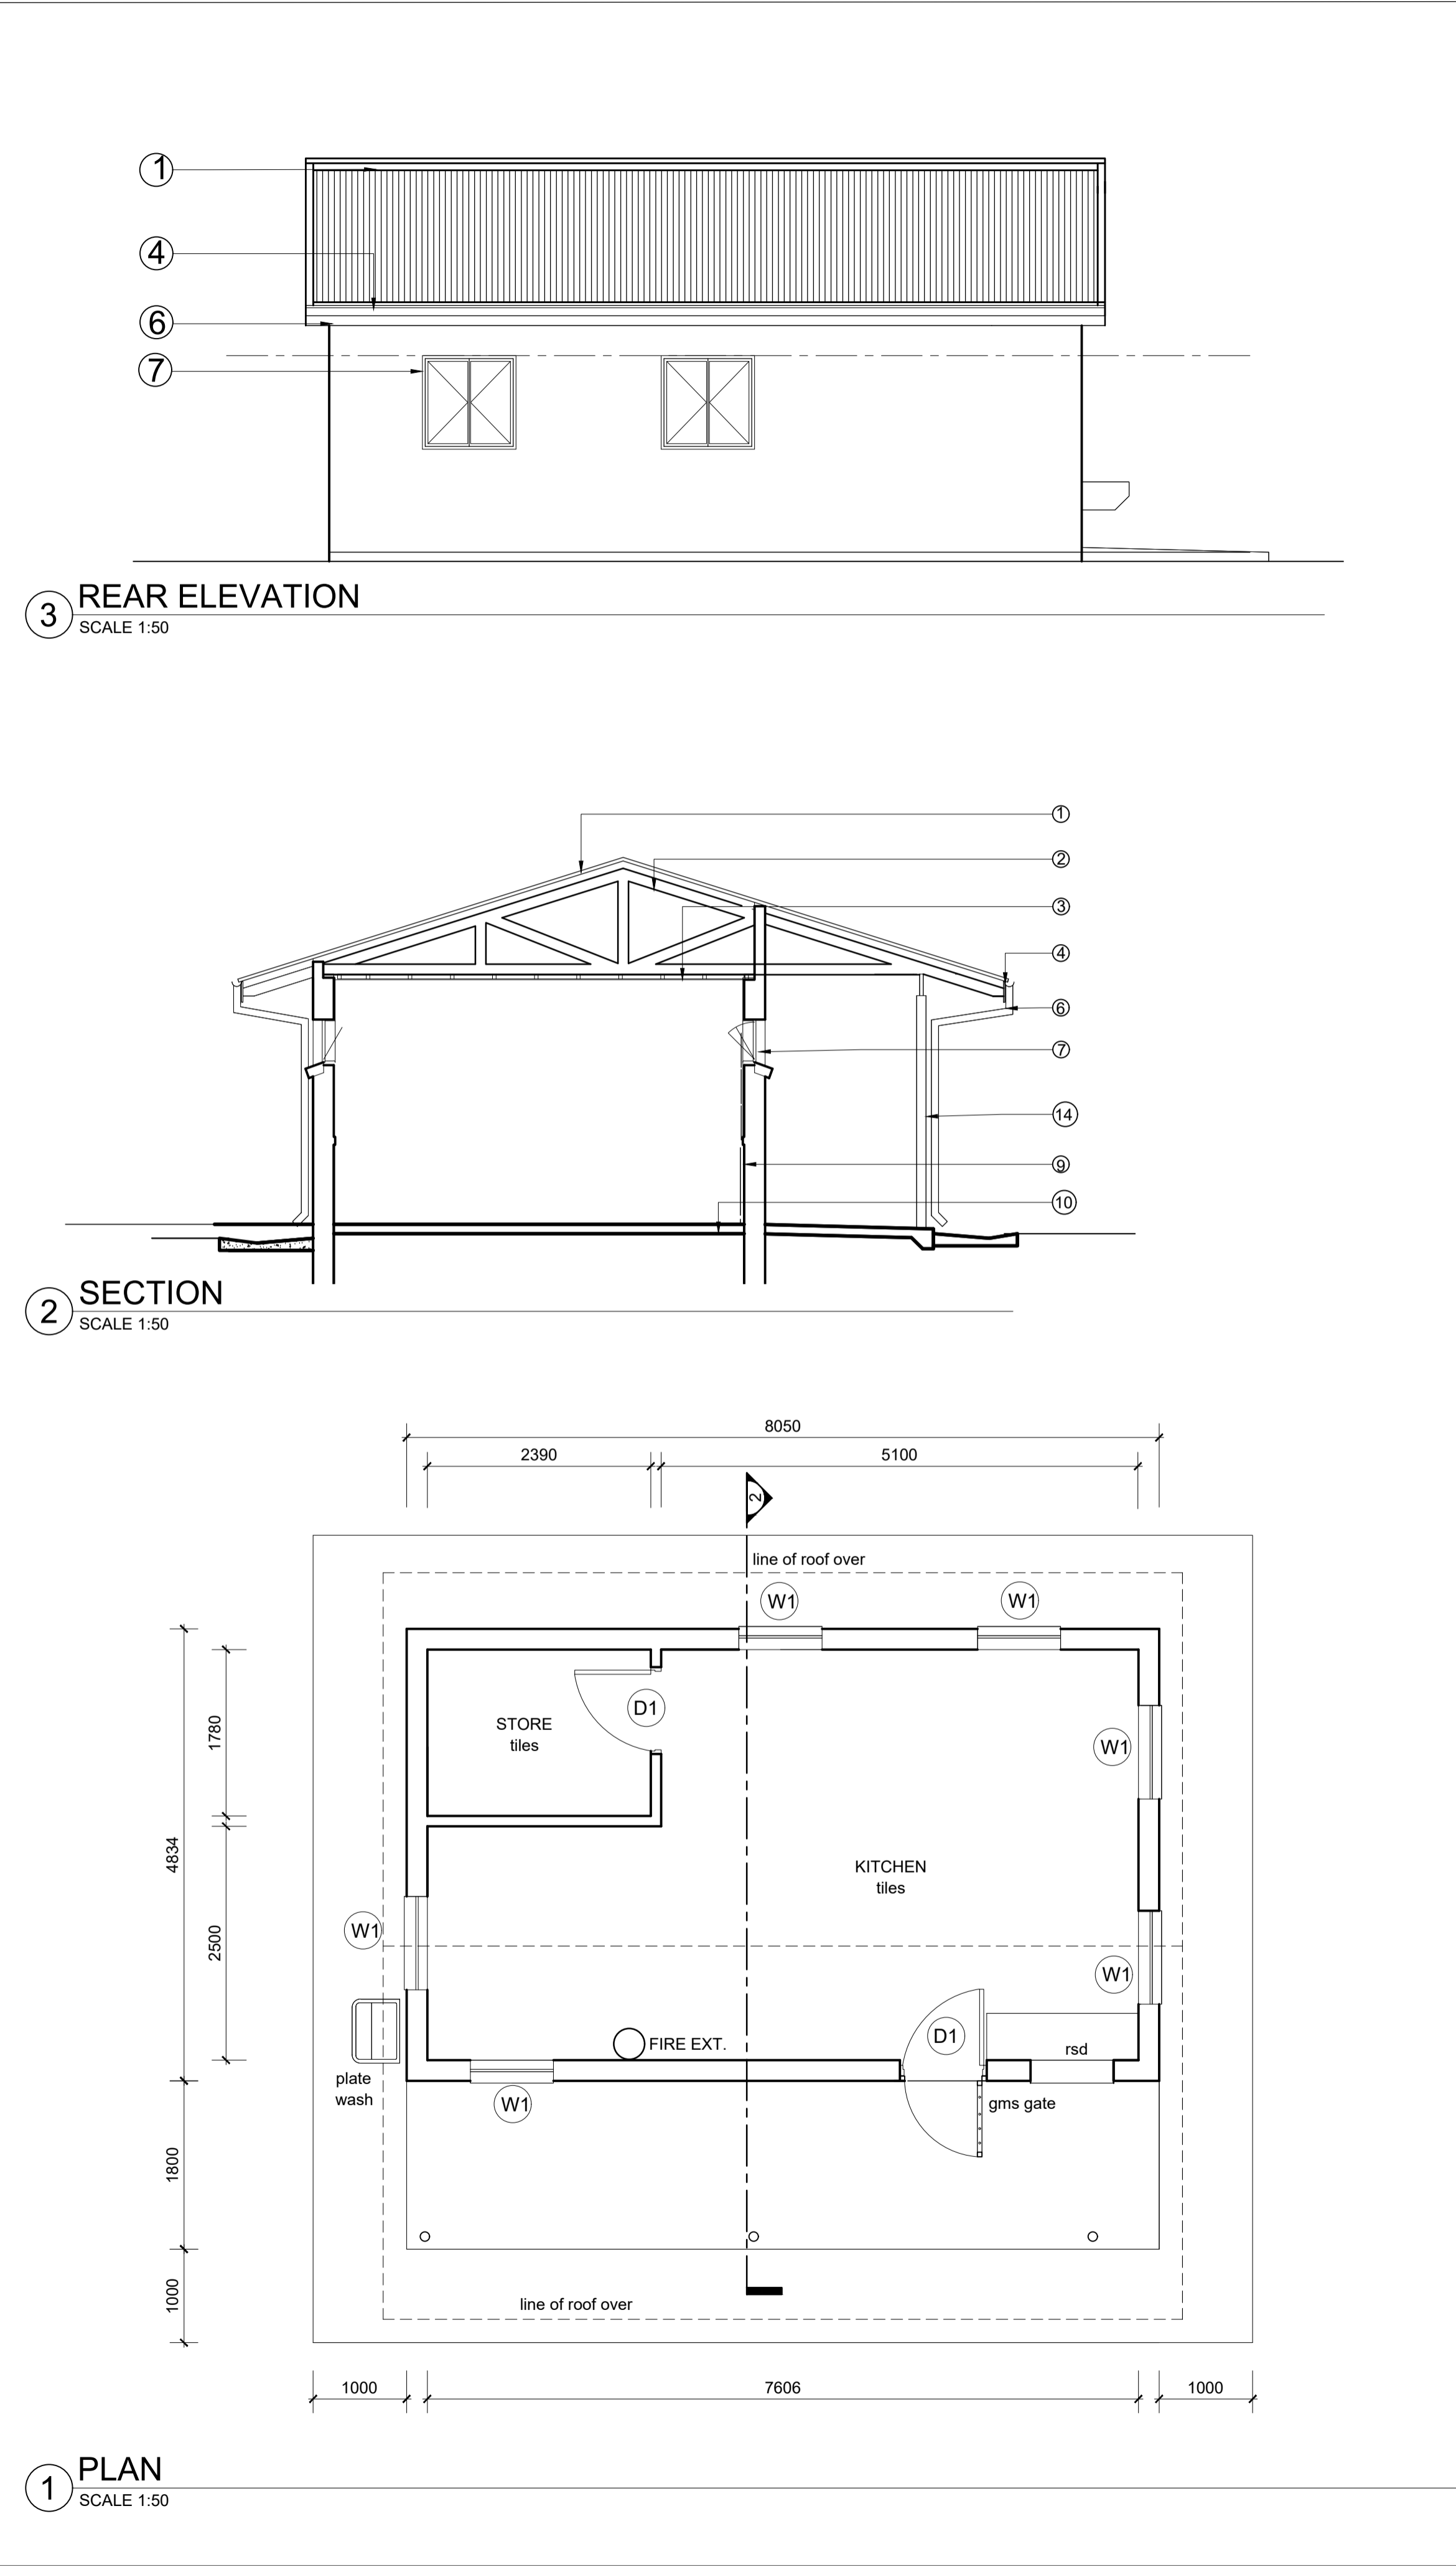 1
4
6
7
3 REAR ELEVATION
SCALE 1:50
1
2
3
4
6
7
14
9
10
2 SECTION
SCALE 1:50
8050
2390 5100
2
line of roof over
W1 W1
D1
STORE
tiles
W1
1780
4834
KITCHEN
tiles
2500
W1
W1
D1
FIRE EXT.
rsd
plate
wash
W1
gms gate
1800
1000
line of roof over
1000 7606 1000
1 PLAN
SCALE 1:50